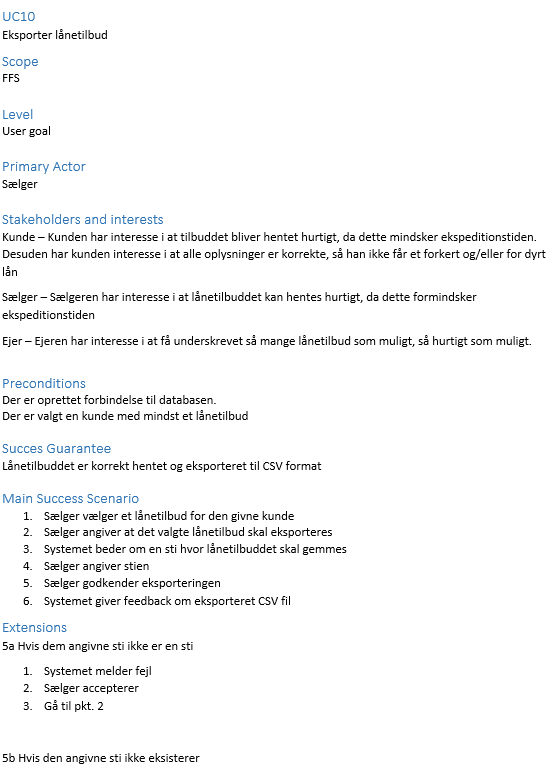 UC10
Eksporter lånetilbud
Scope
FFS
Level
User goal
Primary Actor
Sælger
Stakeholders and interests
Kunde – Kunden har interesse i at tilbuddet bliver hentet hurtigt, da dette mindsker ekspeditionstiden.
Desuden har kunden interesse i at alle oplysninger er korrekte, så han ikke får et forkert og/eller for dyrt
lån
Sælger – Sælgeren har interesse i at lånetilbuddet kan hentes hurtigt, da dette formindsker
ekspeditionstiden
Ejer – Ejeren har interesse i at få underskrevet så mange lånetilbud som muligt, så hurtigt som muligt.
Preconditions
Der er oprettet forbindelse til databasen.
Der er valgt en kunde med mindst et lånetilbud
Succes Guarantee
Lånetilbuddet er korrekt hentet og eksporteret til CSV format
Main Success Scenario
1. Sælger vælger et lånetilbud for den givne kunde
2. Sælger angiver at det valgte lånetilbud skal eksporteres
3. Systemet beder om en sti hvor lånetilbuddet skal gemmes
4. Sælger angiver stien
5. Sælger godkender eksporteringen
6. Systemet giver feedback om eksporteret CSV fil
Extensions
5a Hvis dem angivne sti ikke er en sti
1. Systemet melder fejl
2. Sælger accepterer
3. Gå til pkt. 2
5b Hvis den angivne sti ikke eksisterer